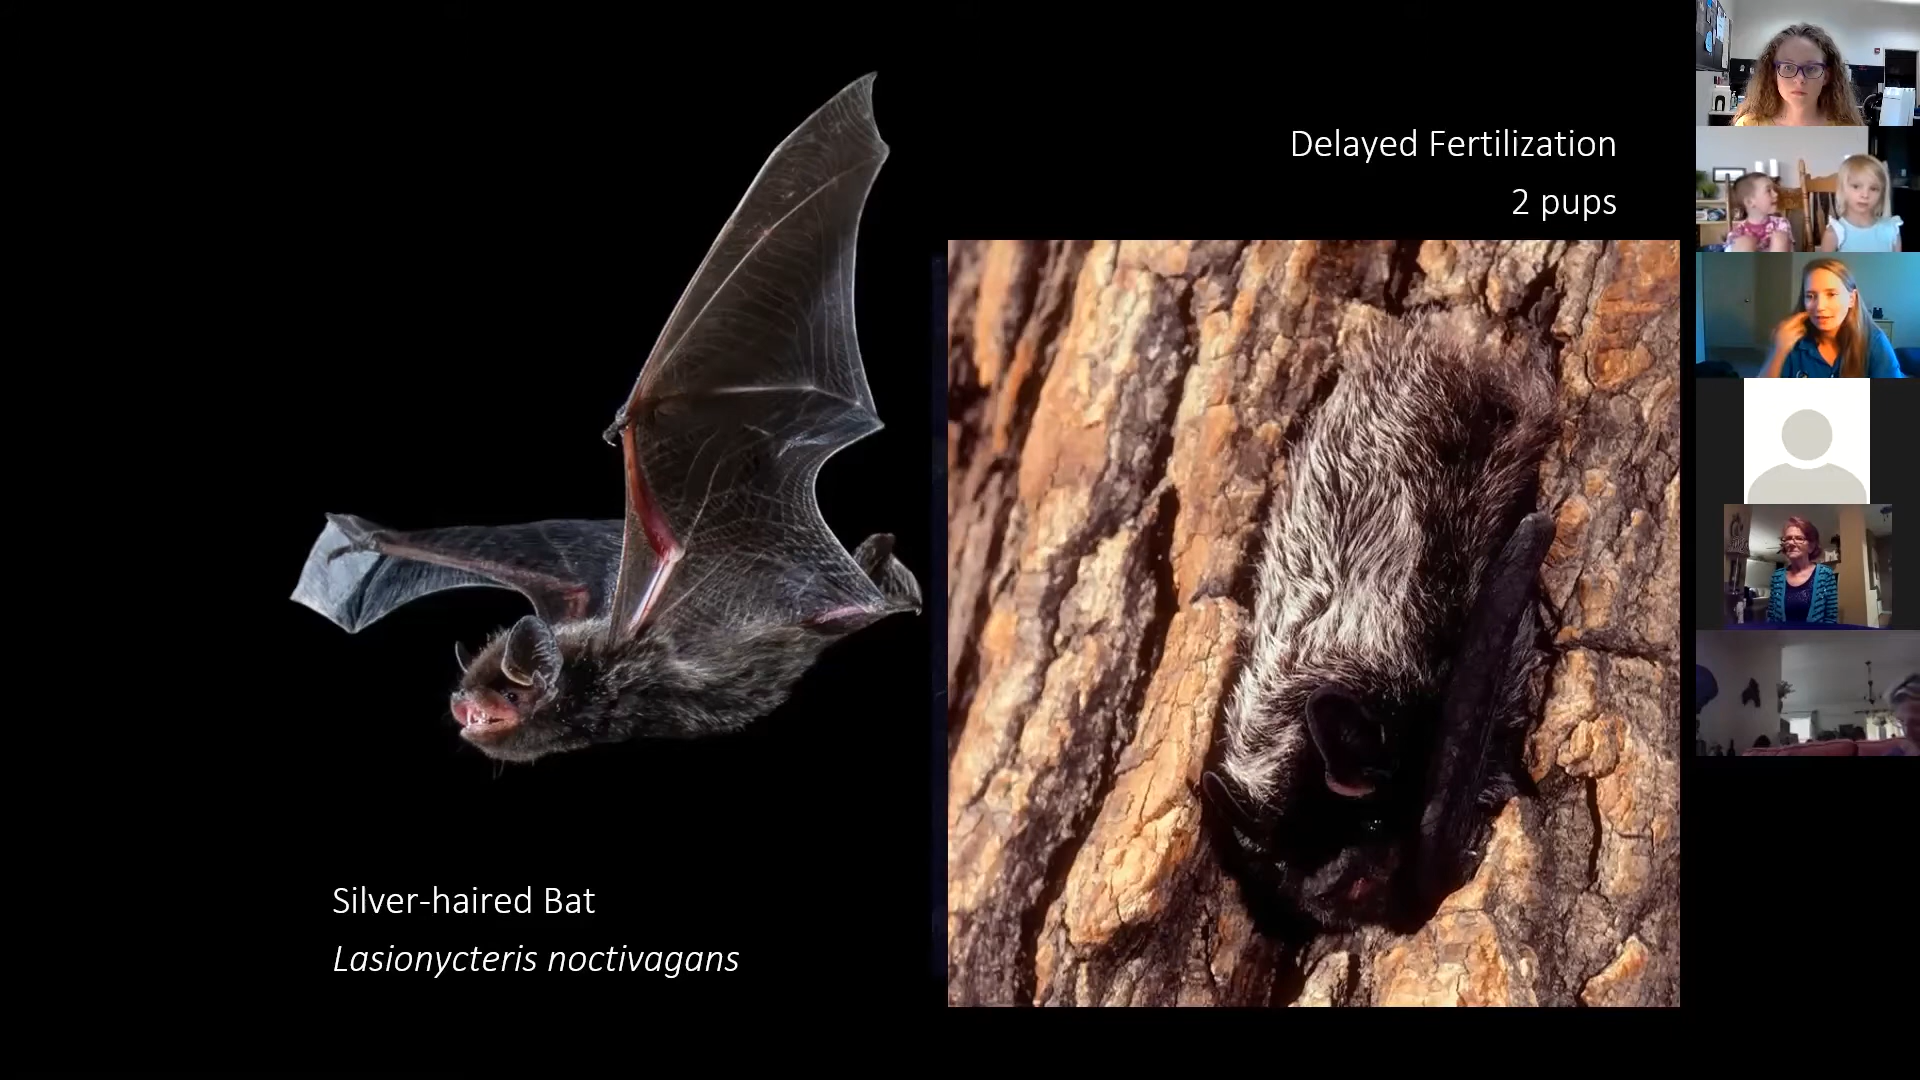 Delayed Fertilization
2 pups
Silver-haired Bat
Lasionycteris noctivagans